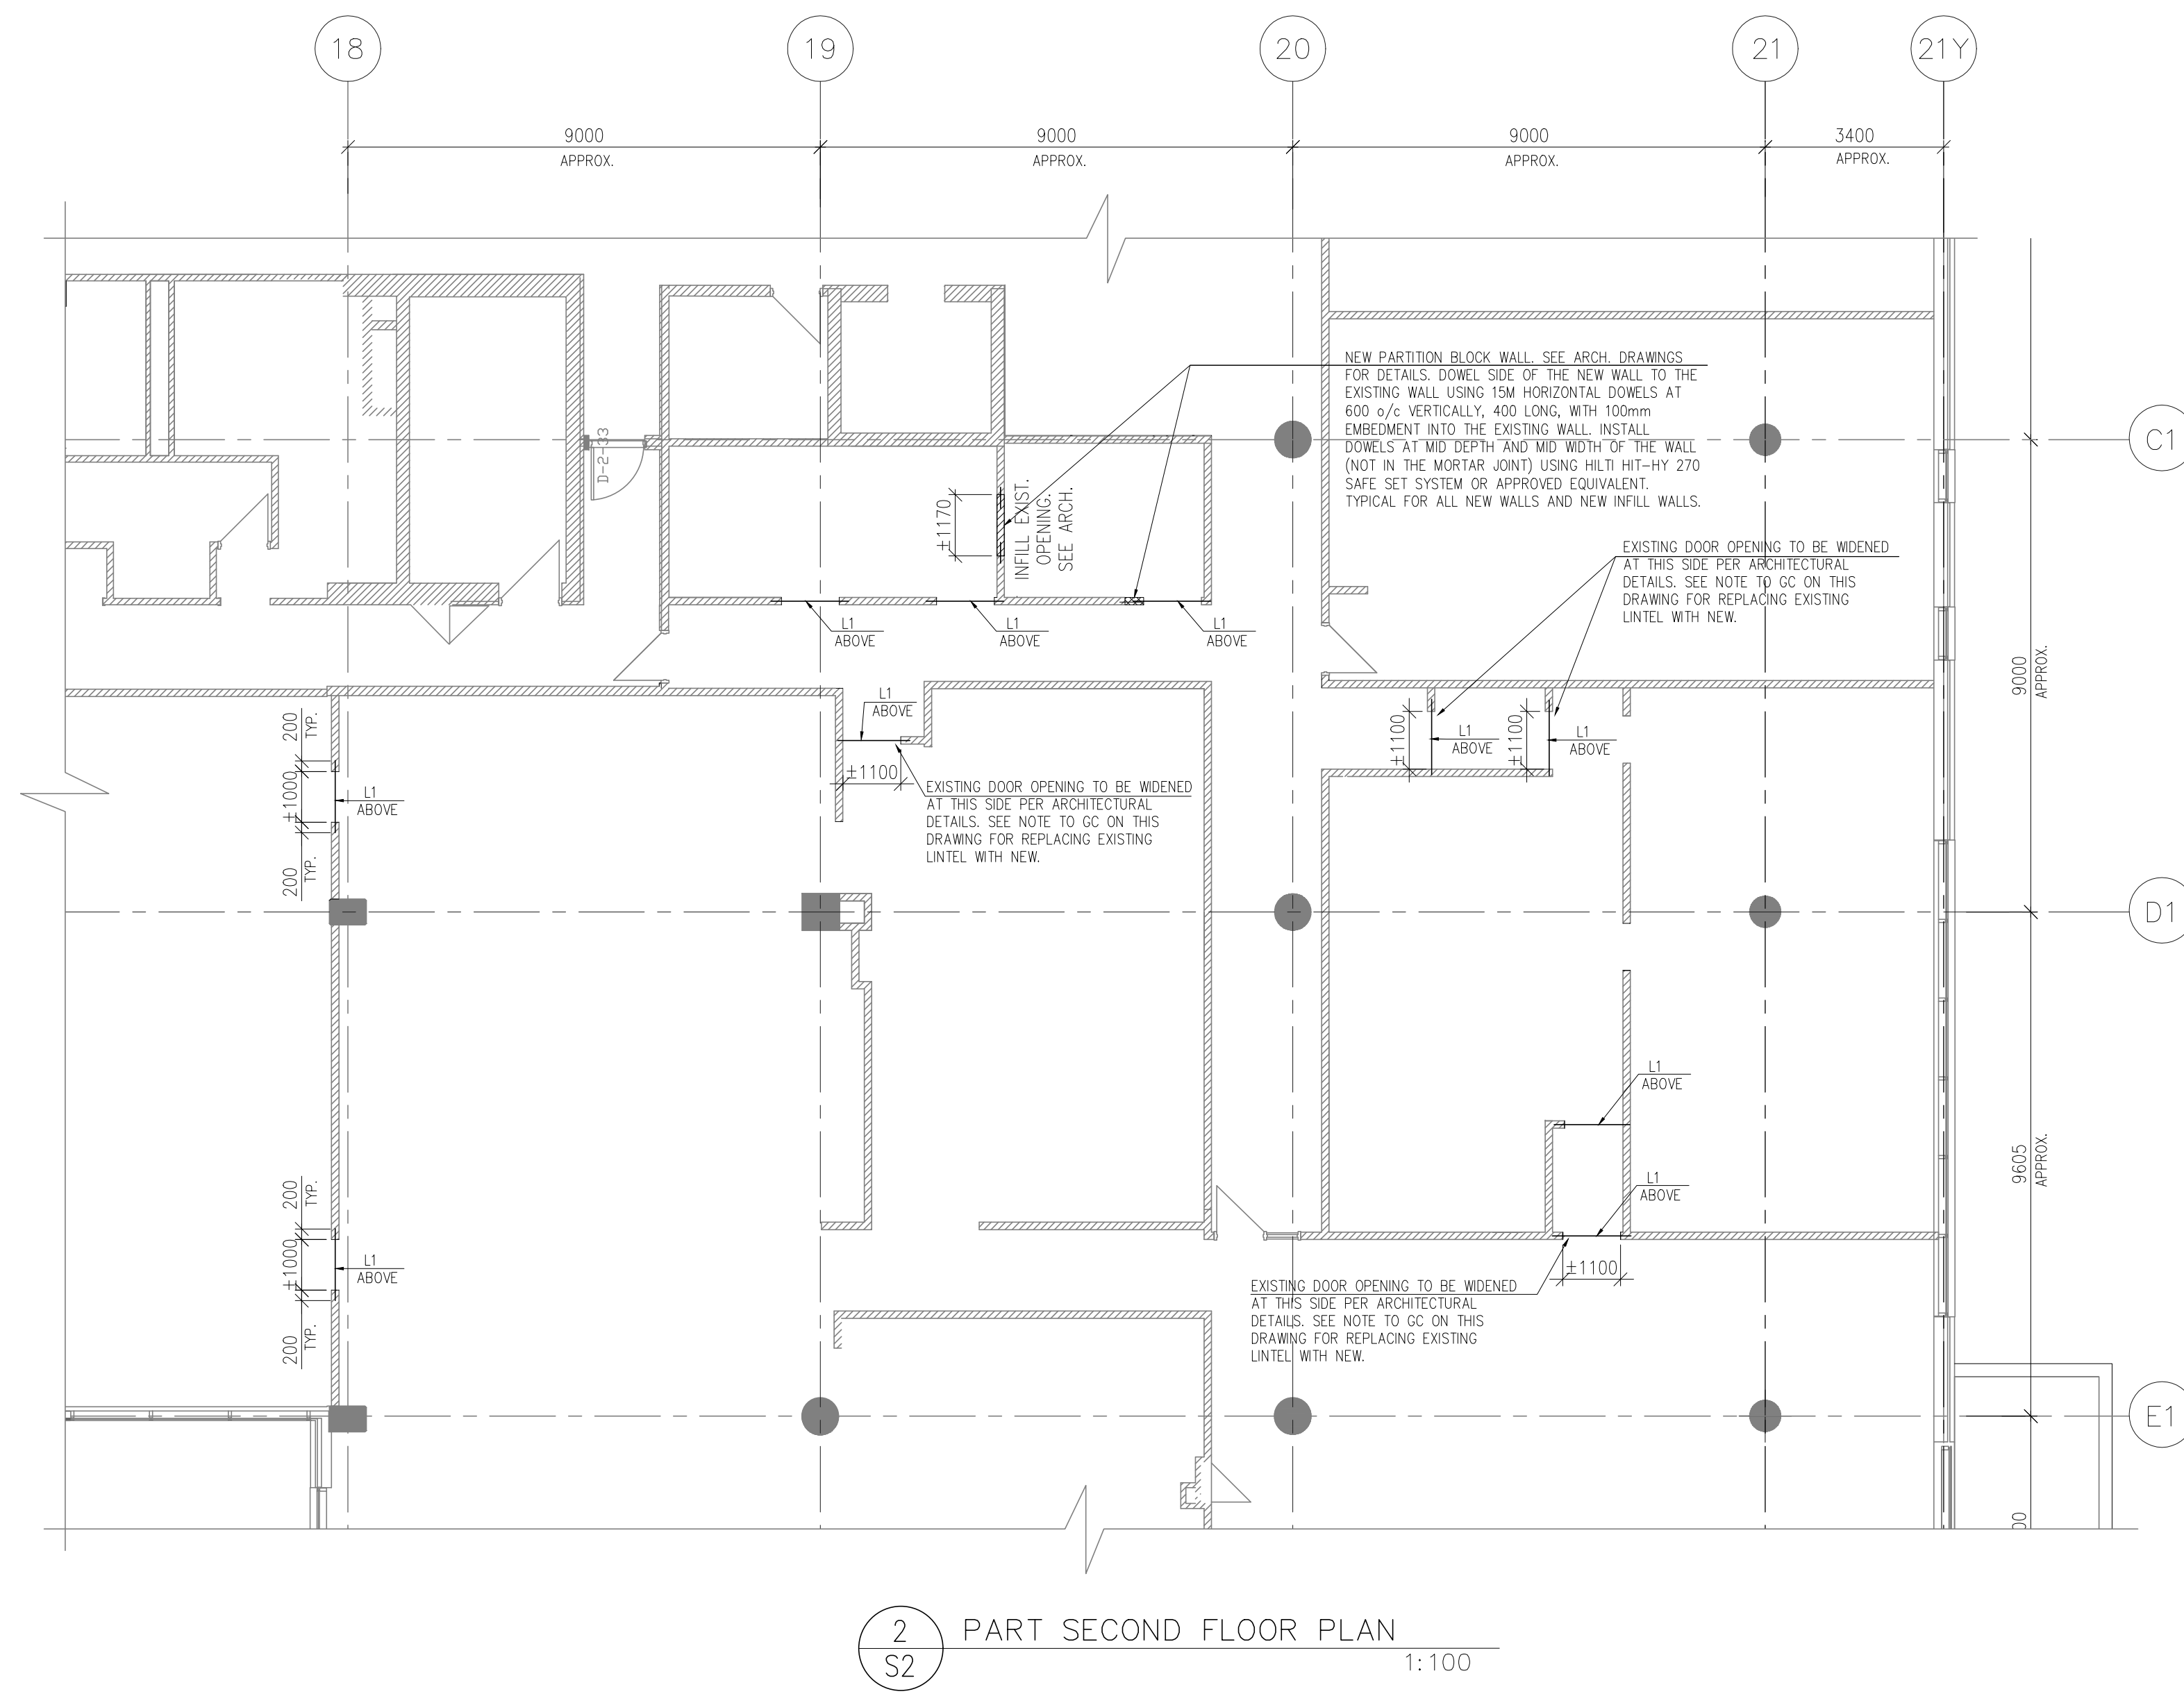 18
19
20
21
21Y
9000
APPROX.
9000
APPROX.
9000
APPROX.
3400
APPROX.
NEW PARTITION BLOCK WALL. SEE ARCH. DRAWINGS
FOR DETAILS. DOWEL SIDE OF THE NEW WALL TO THE
EXISTING WALL USING 15M HORIZONTAL DOWELS AT
600 o/c VERTICALLY, 400 LONG, WITH 100mm
EMBEDMENT INTO THE EXISTING WALL. INSTALL
DOWELS AT MID DEPTH AND MID WIDTH OF THE WALL
(NOT IN THE MORTAR JOINT) USING HILTI HIT-HY 270
SAFE SET SYSTEM OR APPROVED EQUIVALENT.
TYPICAL FOR ALL NEW WALLS AND NEW INFILL WALLS.
C1
D-2-33
±1170
INFILL EXIST.
OPENING.
SEE ARCH.
EXISTING DOOR OPENING TO BE WIDENED
AT THIS SIDE PER ARCHITECTURAL
DETAILS. SEE NOTE TO GC ON THIS
DRAWING FOR REPLACING EXISTING
LINTEL WITH NEW.
L1
ABOVE
L1
ABOVE
L1
ABOVE
9000
APPROX.
L1
ABOVE
200
TYP.
±1000
200
TYP.
L1
ABOVE
±1100
±1100
L1
ABOVE
±1100
L1
ABOVE
EXISTING DOOR OPENING TO BE WIDENED
AT THIS SIDE PER ARCHITECTURAL
DETAILS. SEE NOTE TO GC ON THIS
DRAWING FOR REPLACING EXISTING
LINTEL WITH NEW.
D1
L1
ABOVE
9605
APPROX.
L1
ABOVE
200
TYP.
±1000
200
TYP.
L1
ABOVE
±1100
EXISTING DOOR OPENING TO BE WIDENED
AT THIS SIDE PER ARCHITECTURAL
DETAILS. SEE NOTE TO GC ON THIS
DRAWING FOR REPLACING EXISTING
LINTEL WITH NEW.
E1
2
S2
PART SECOND FLOOR PLAN
1:100